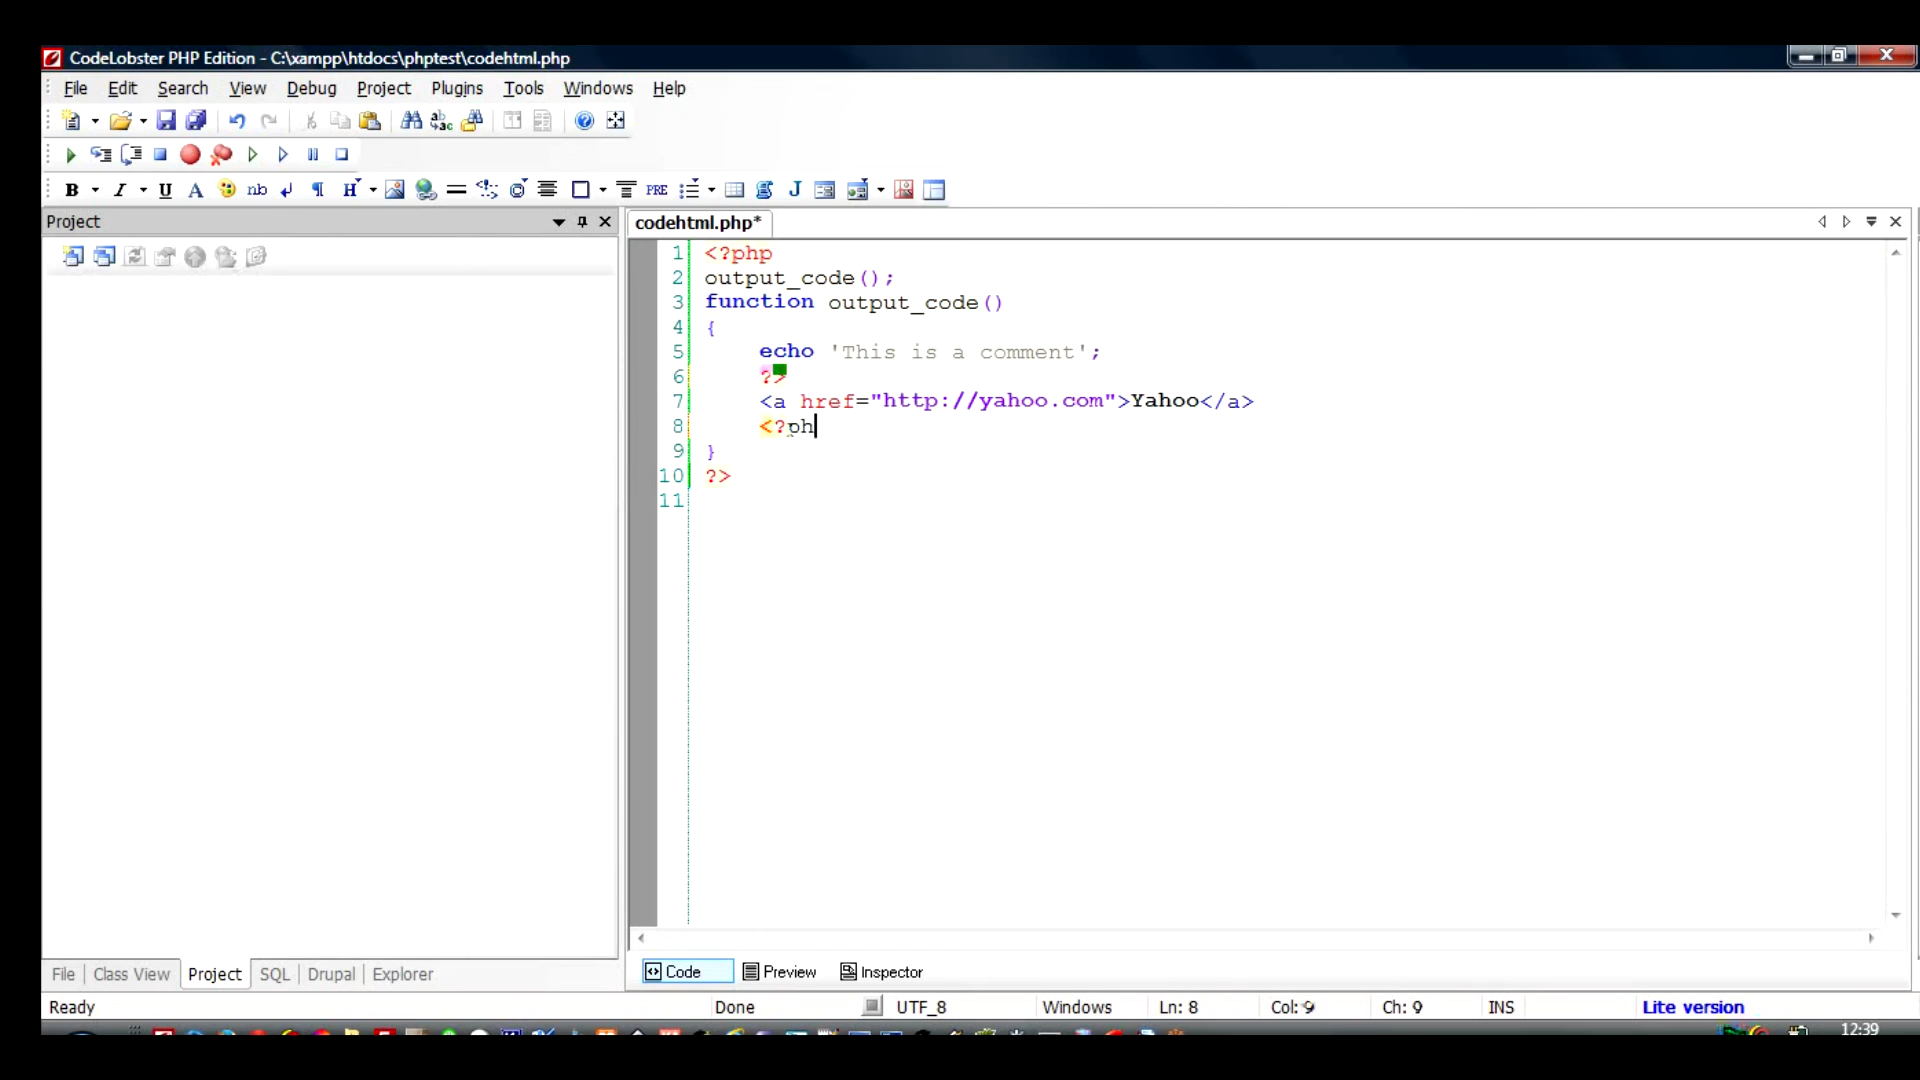 CodeLobster PHP Edition - C:\xampp\htdocs\phptest\codehtml.php
File Edit Search View Debug Project Plugins Tools Windows Help
B I U A nb H PRE J
Project
codehtml.php*
1 <?php
2 output_code();
3 function output_code()
4 {
5 echo 'This is a comment';
6 ?>
7 <a href="http://yahoo.com">Yahoo</a>
8 <?ph
9 }
10 ?>
11
Code Preview Inspector
File Class View Project SQL Drupal Explorer
Ready Done UTF_8 Windows Ln: 8 Col: 9 Ch: 9 INS Lite version
12:39